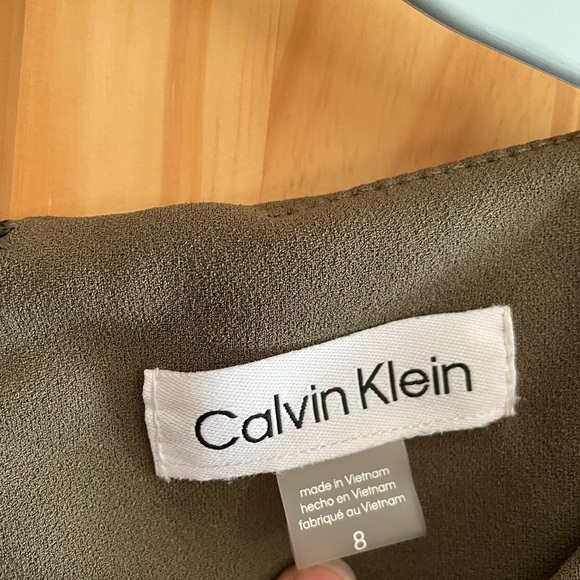 Calvin Klein
made in Vietnam
hecho en Vietnam
fabriqué au Vietnam
8